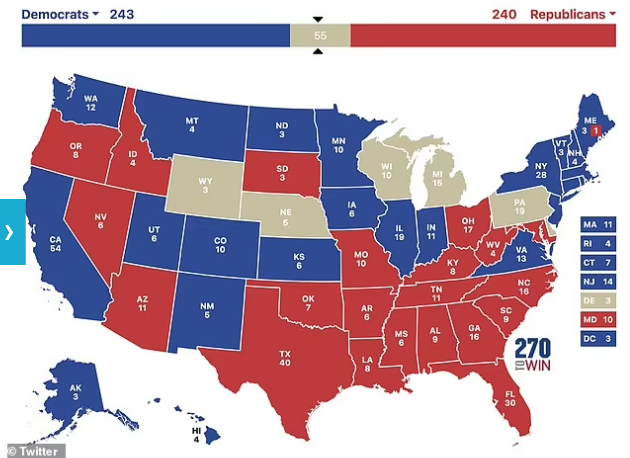 Democrats 243
240 Republicans
55
WA
12
OR
8
CA
54
NV
6
ID
4
MT
4
WY
3
UT
6
AZ
11
CO
10
NM
5
ND
3
SD
3
NE
5
KS
6
OK
7
TX
40
MN
10
IA
6
MO
10
AR
6
LA
8
WI
10
IL
19
MI
15
IN
11
OH
17
KY
8
TN
11
MS
6
AL
9
GA
16
FL
30
SC
9
NC
16
VA
13
WV
4
PA
19
NY
28
VT
3
NH
4
ME
3 1
MA 11
RI 4
CT 7
NJ 14
DE 3
MD 10
DC 3
AK
3
HI
4
270
TO WIN
© Twitter